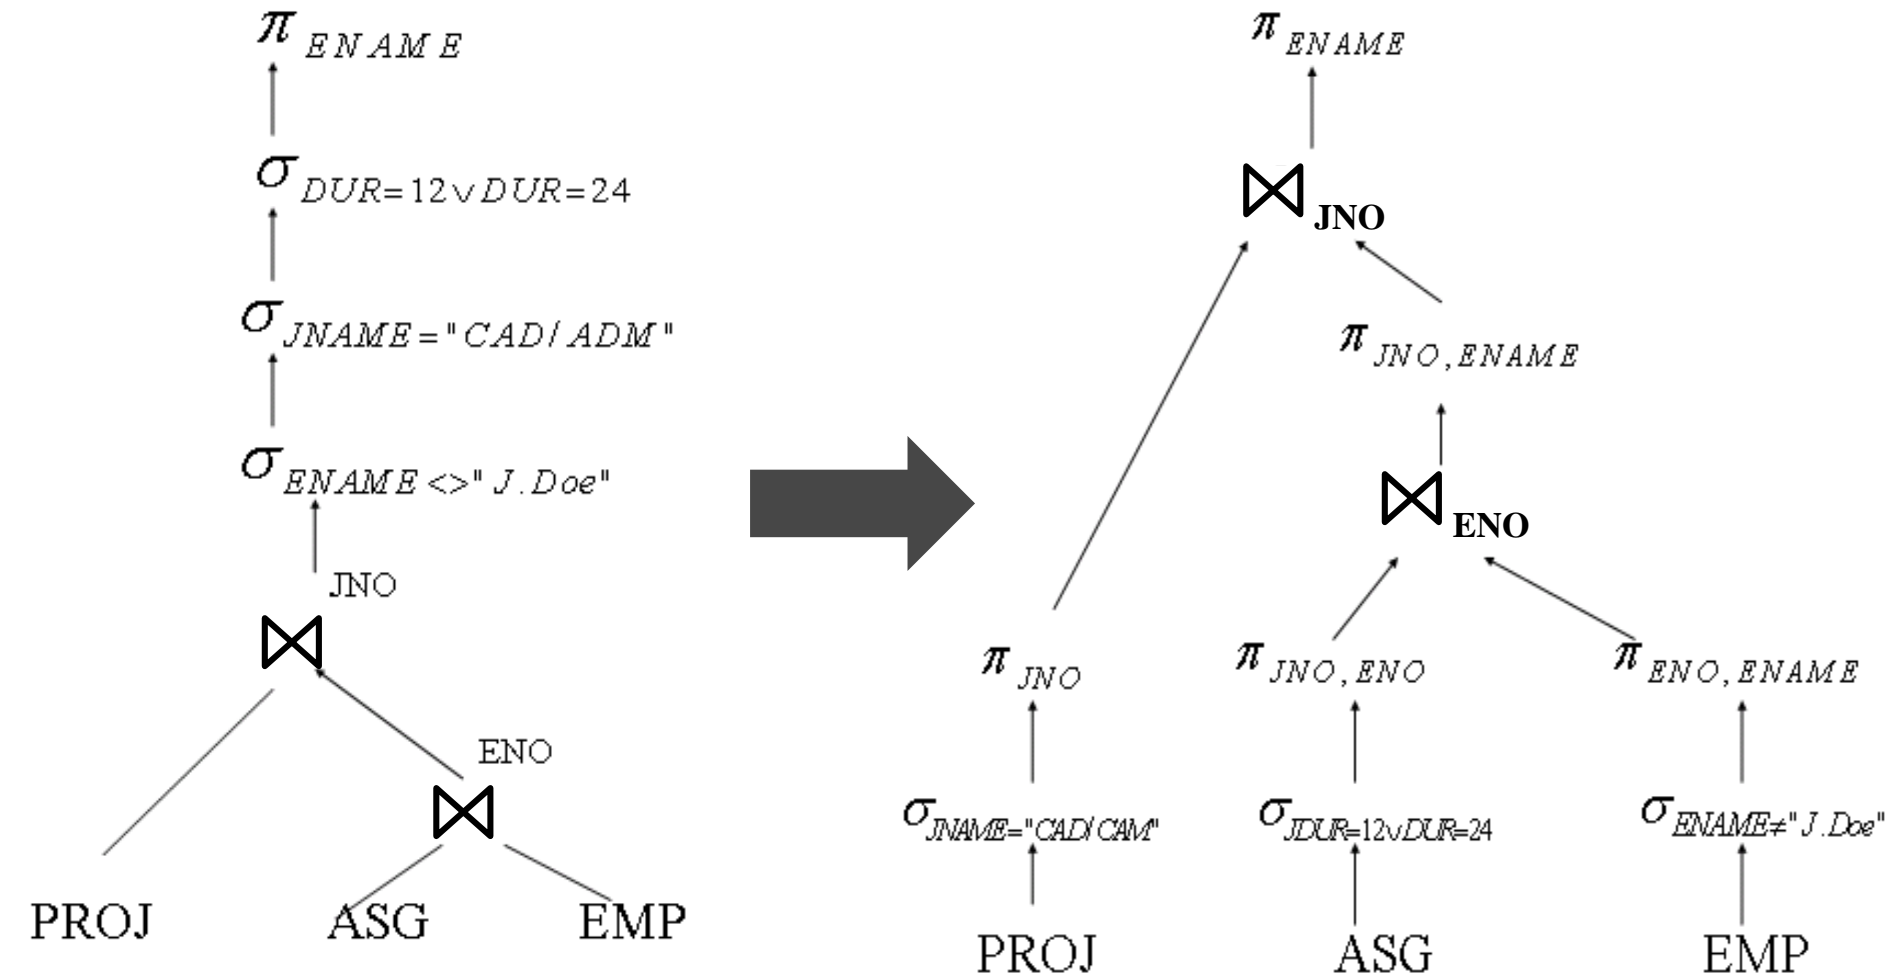 π ENAME
σ DUR=12∨DUR=24
σ JNAME="CAD/ADM"
σ ENAME<>"J.Doe"
JNO
⋈
ENO
⋈
PROJ ASG EMP
π ENAME
⋈ JNO
π JNO,ENAME
⋈ ENO
π JNO π JNO,ENO π ENO,ENAME
σ JNAME="CAD/CAM" σ JDUR=12∨DUR=24 σ ENAME≠"J.Doe"
PROJ ASG EMP